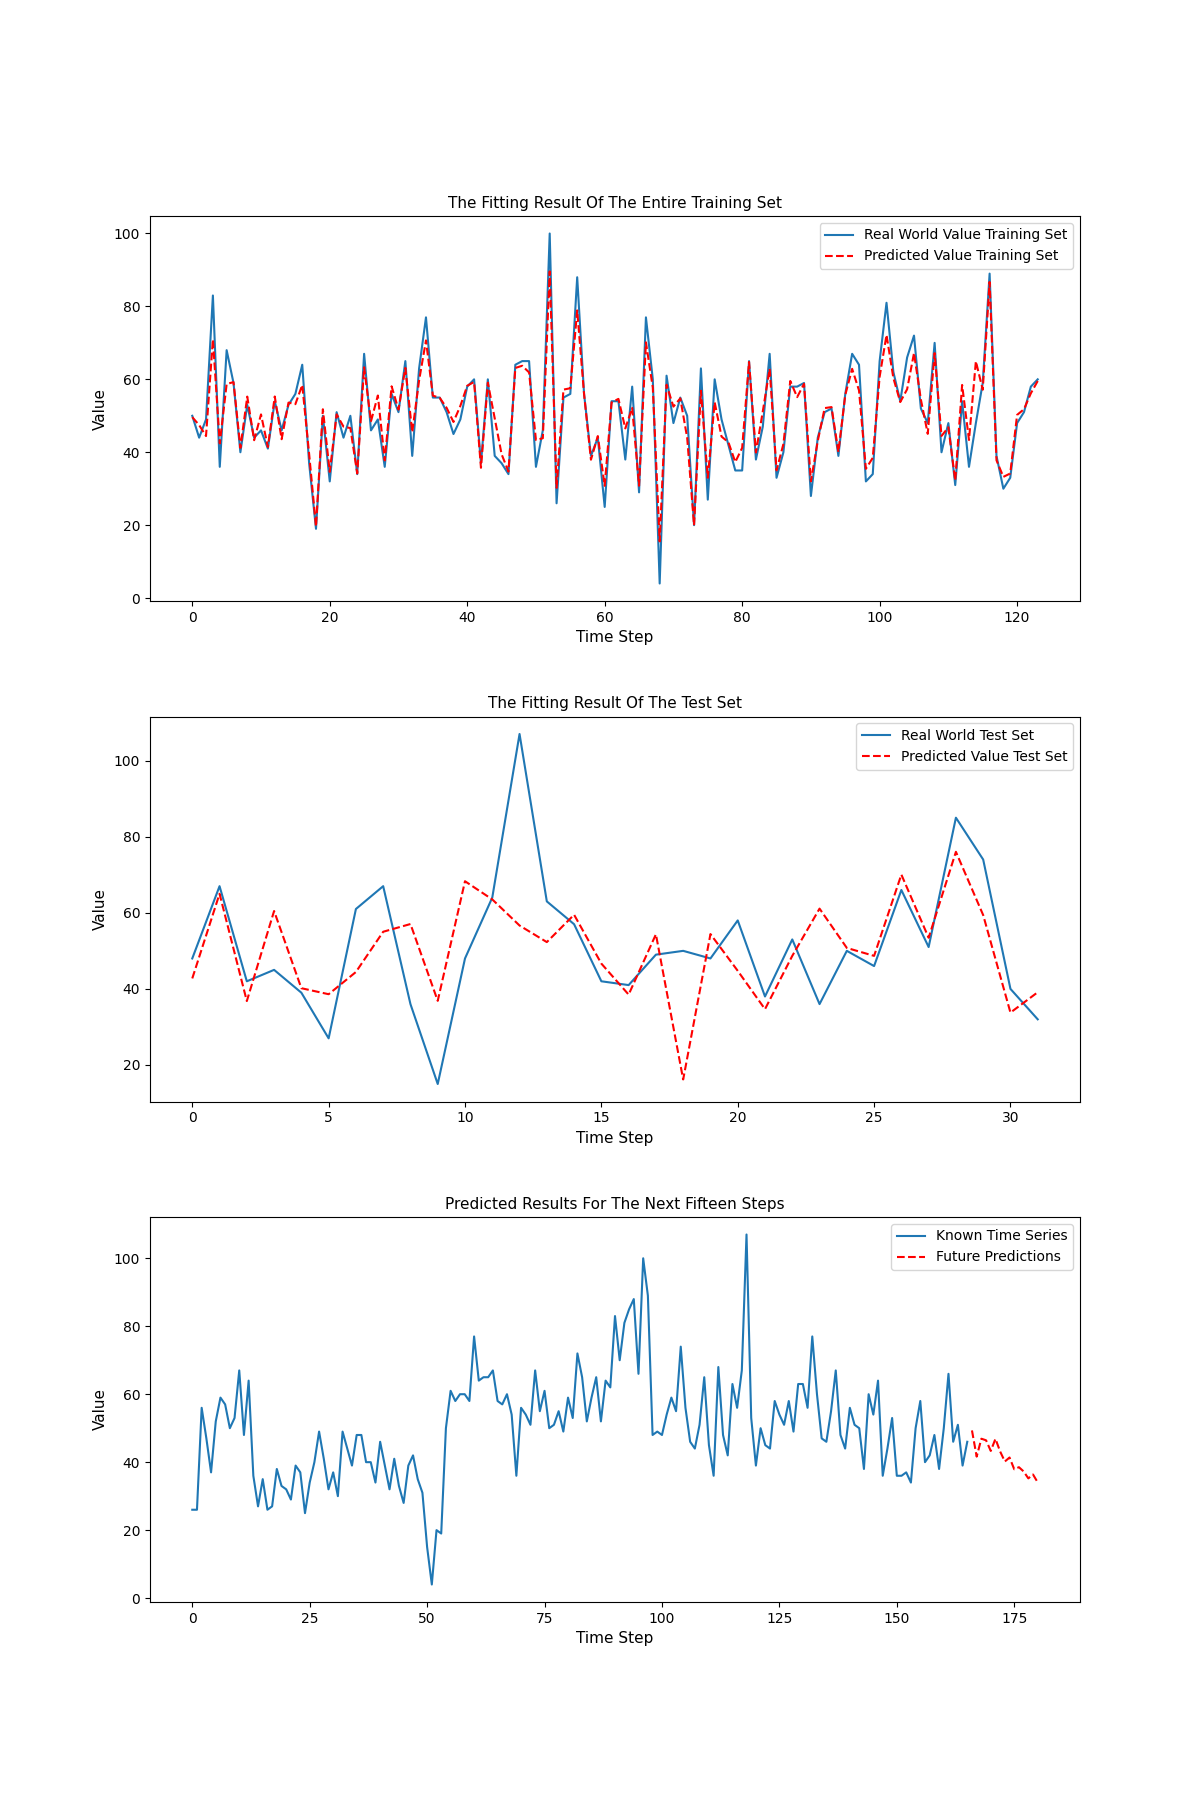 The Fitting Result Of The Entire Training Set
Real World Value Training Set
Predicted Value Training Set
Value
100
80
60
40
20
0
0 20 40 60 80 100 120
Time Step
The Fitting Result Of The Test Set
Real World Test Set
Predicted Value Test Set
Value
100
80
60
40
20
0 5 10 15 20 25 30
Time Step
Predicted Results For The Next Fifteen Steps
Known Time Series
Future Predictions
Value
100
80
60
40
20
0
0 25 50 75 100 125 150 175
Time Step